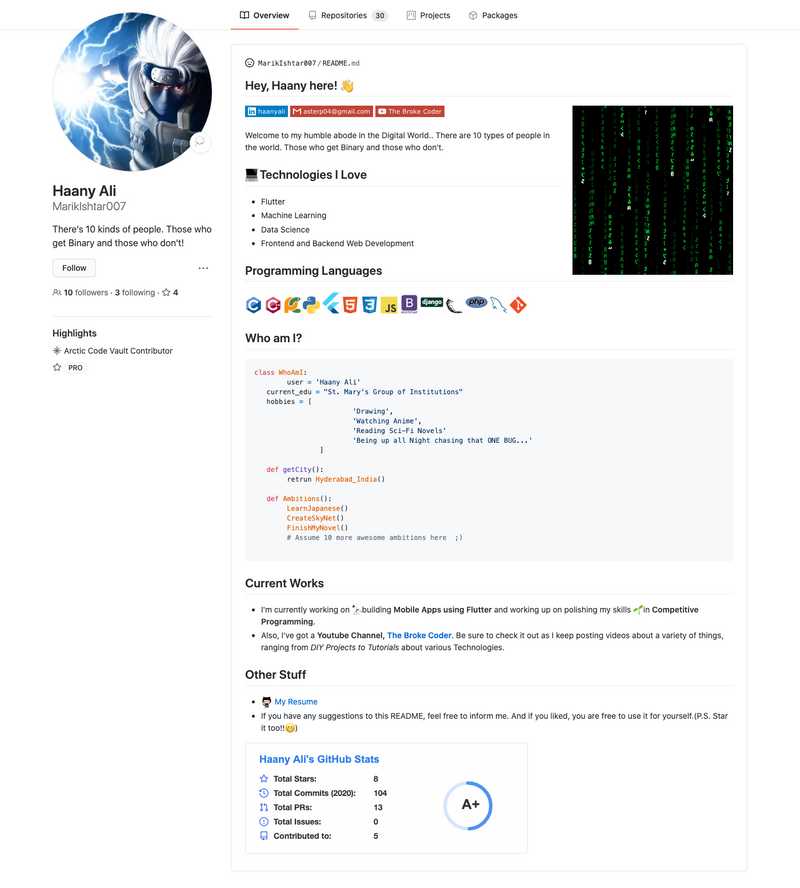 Overview Repositories 30 Projects Packages
Haany Ali
MarikIshtar007
There's 10 kinds of people. Those who
get Binary and those who don't!
Follow ...
10 followers · 3 following · 4
Highlights
Arctic Code Vault Contributor
PRO
MarikIshtar007/README.md
Hey, Haany here! 👋
in haanyali asterp04@gmail.com The Broke Coder
Welcome to my humble abode in the Digital World.. There are 10 types of people in
the world. Those who get Binary and those who don't.
💻Technologies I Love
• Flutter
• Machine Learning
• Data Science
• Frontend and Backend Web Development
Programming Languages
C C 5 3 JS B django php
Who am I?
class WhoAmI:
user = 'Haany Ali'
current_edu = "St. Mary's Group of Institutions"
hobbies = [
'Drawing',
'Watching Anime',
'Reading Sci-Fi Novels'
'Being up all Night chasing that ONE BUG...'
]
def getCity():
retrun Hyderabad_India()
def Ambitions():
LearnJapanese()
CreateSkyNet()
FinishMyNovel()
# Assume 10 more awesome ambitions here ;)
Current Works
• I'm currently working on 🔭building Mobile Apps using Flutter and working up on polishing my skills 🌱in Competitive
Programming.
• Also, I've got a Youtube Channel, The Broke Coder. Be sure to check it out as I keep posting videos about a variety of things,
ranging from DIY Projects to Tutorials about various Technologies.
Other Stuff
• My Resume
• If you have any suggestions to this README, feel free to inform me. And if you liked, you are free to use it for yourself.(P.S. Star
it too!!😄)
Haany Ali's GitHub Stats
Total Stars: 8
Total Commits (2020): 104
Total PRs: 13
Total Issues: 0
Contributed to: 5
A+